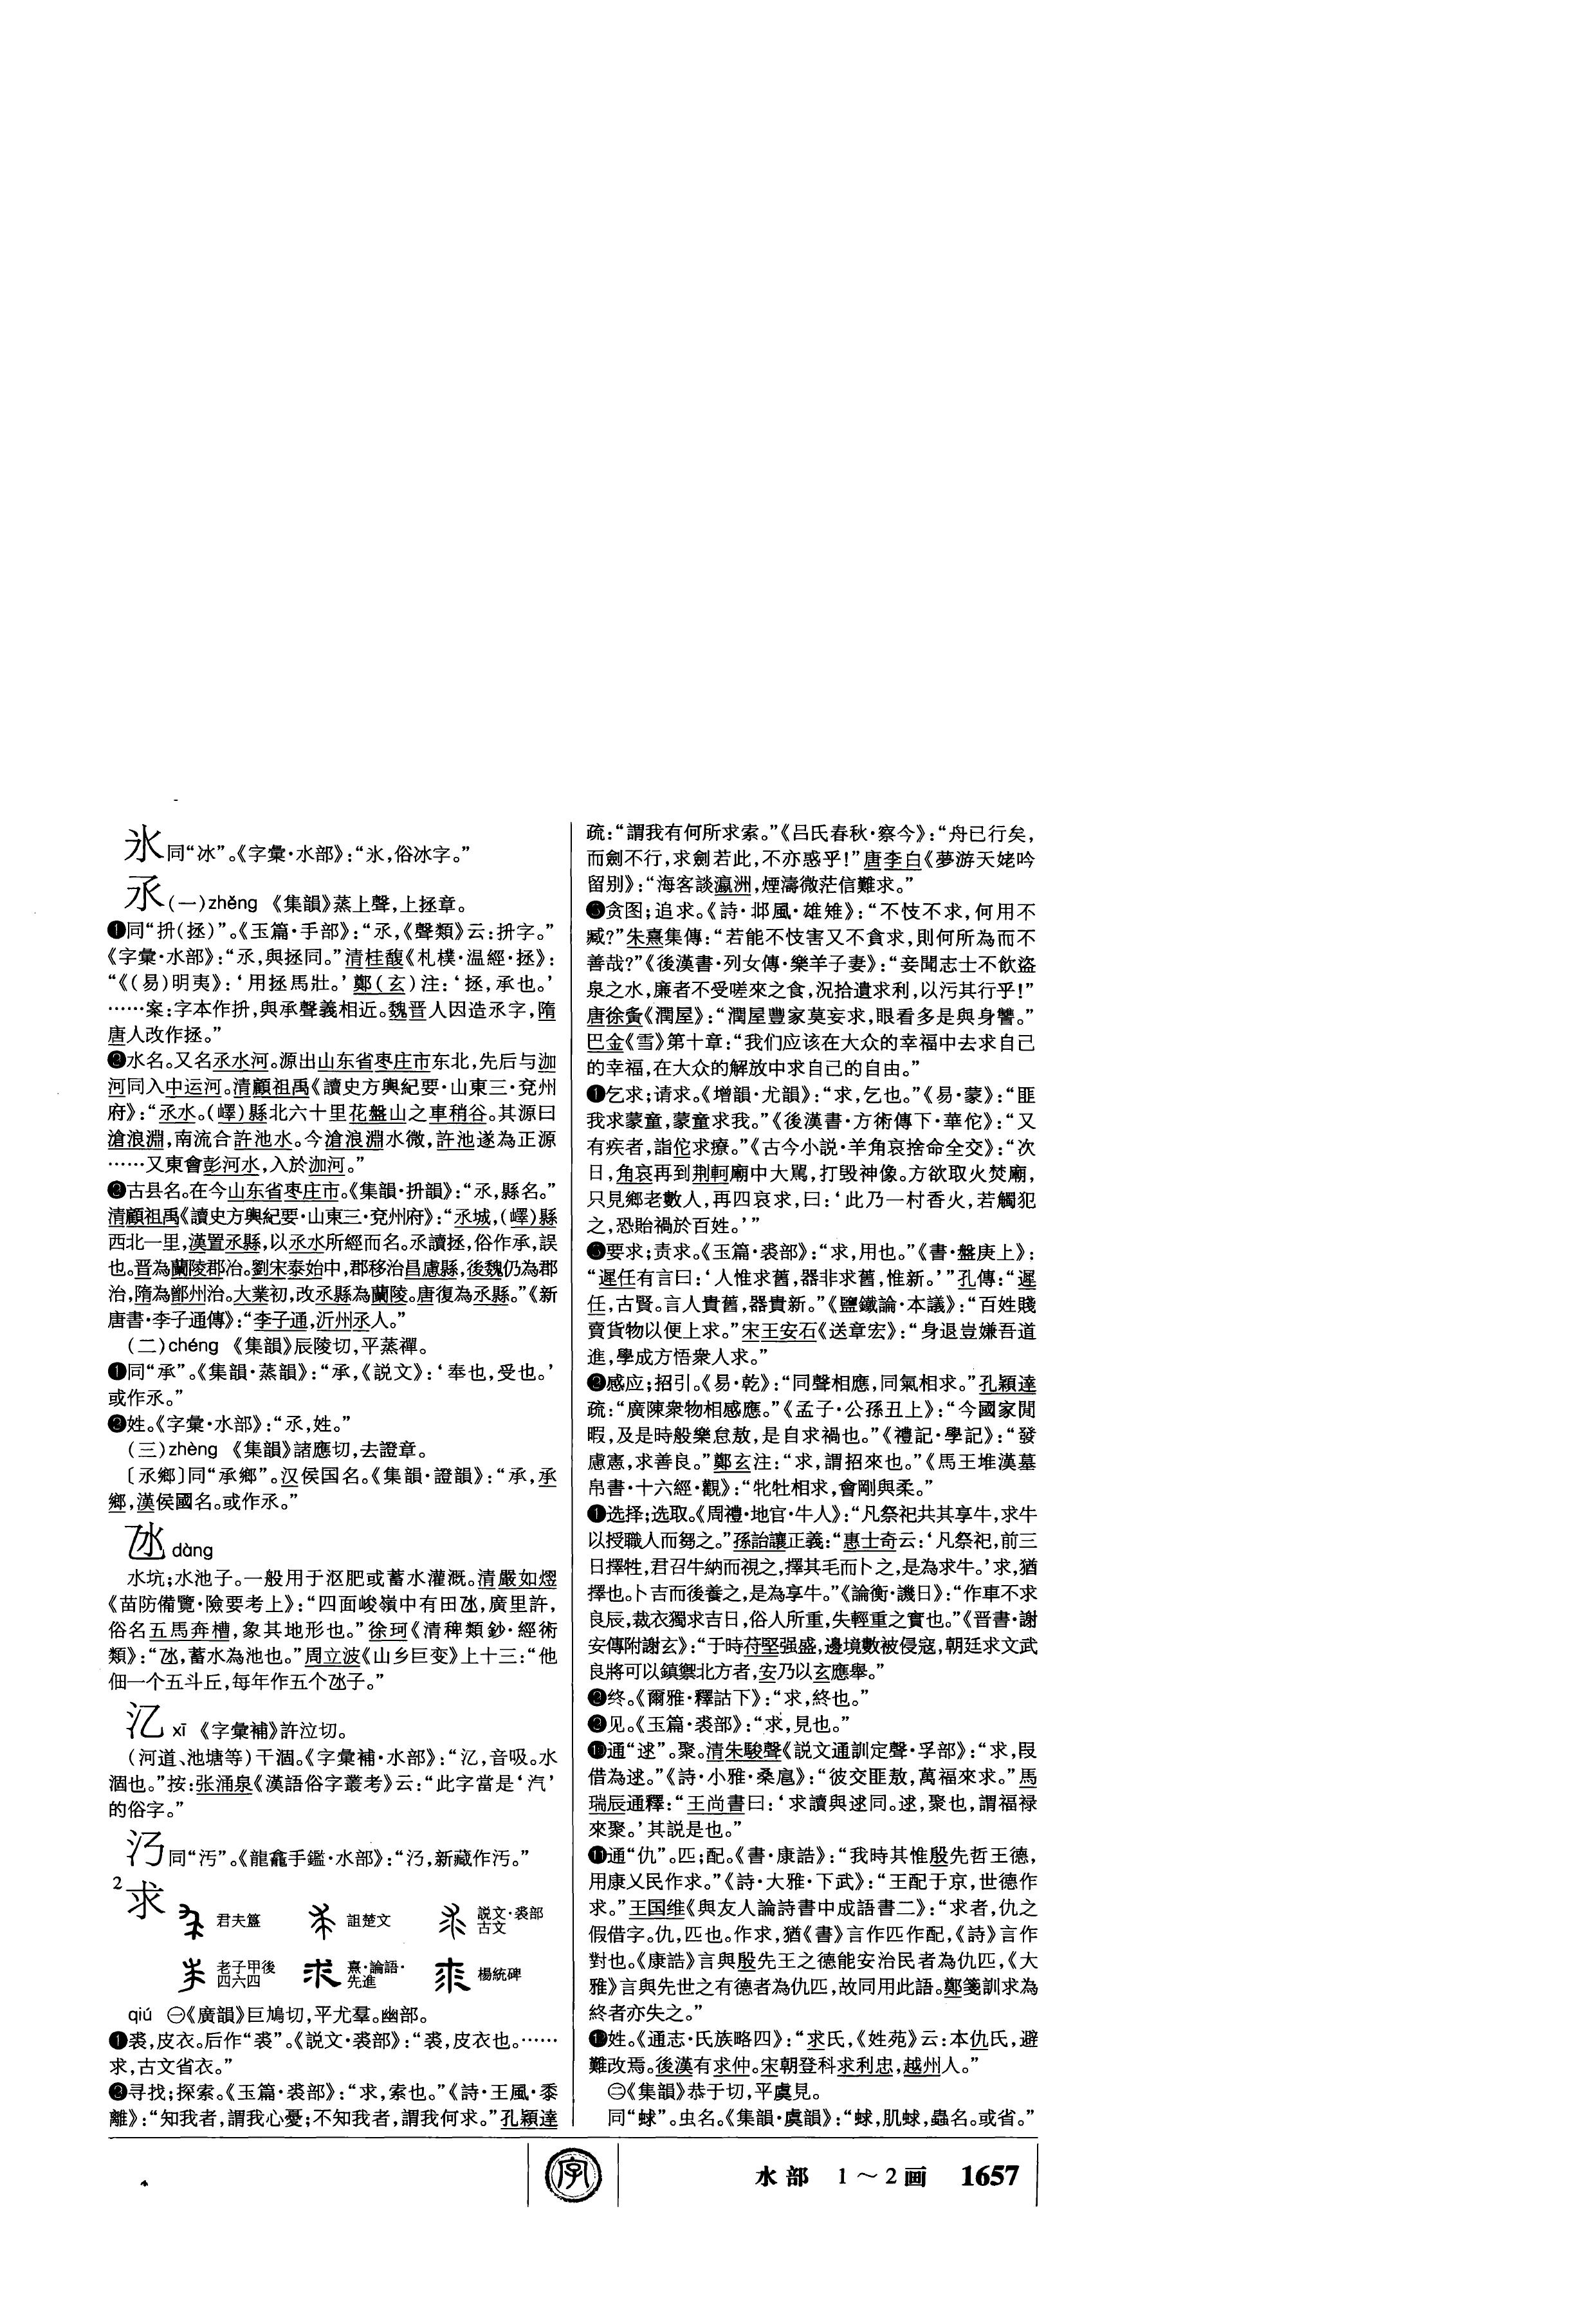 氷同“冰”。《字彙·水部》：“氷，俗冰字。”
氶(一)zhěng 《集韻》蒸上聲，上拯章。
❶同“抍(拯)”。《玉篇·手部》：“氶，《聲類》云：抍字。”
《字彙·水部》：“氶，與拯同。”清桂馥《札樸·温經·拯》：
“《(易)明夷》：‘用拯馬壯。’鄭(玄)注：‘拯，承也。’
……案：字本作抍，與承聲義相近。魏晋人因造氶字，隋
唐人改作拯。”
❷水名。又名氶水河。源出山东省枣庄市东北，先后与泇
河同入中运河。清顧祖禹《讀史方輿紀要·山東三·兗州
府》：“氶水。(嶧)縣北六十里花盤山之車稍谷。其源曰
滄浪淵，南流合許池水。今滄浪淵水微，許池遂為正源
……又東會彭河水，入於泇河。”
❸古县名。在今山东省枣庄市。《集韻·抍韻》：“氶，縣名。”
清顧祖禹《讀史方輿紀要·山東三·兗州府》：“氶城，(嶧)縣
西北一里，漢置氶縣，以氶水所經而名。氶讀拯，俗作承，誤
也。晋為蘭陵郡治。劉宋泰始中，郡移治昌慮縣，後魏仍為郡
治，隋為鄫州治。大業初，改氶縣為蘭陵。唐復為氶縣。”《新
唐書·李子通傳》：“李子通，沂州氶人。”
(二)chéng 《集韻》辰陵切，平蒸禪。
❶同“承”。《集韻·蒸韻》：“承，《説文》：‘奉也，受也。’
或作氶。”
❷姓。《字彙·水部》：“氶，姓。”
(三)zhèng 《集韻》諸應切，去證章。
〔氶鄉〕同“承鄉”。汉侯国名。《集韻·證韻》：“承，承
鄉，漢侯國名。或作氶。”
氹 dàng
水坑；水池子。一般用于沤肥或蓄水灌溉。清嚴如熤
《苗防備覽·險要考上》：“四面峻嶺中有田氹，廣里許，
俗名五馬奔槽，象其地形也。”徐珂《清稗類鈔·經術
類》：“氹，蓄水為池也。”周立波《山乡巨变》上十三：“他
佃一个五斗丘，每年作五个氹子。”
汔 xī 《字彙補》許泣切。
(河道、池塘等)干涸。《字彙補·水部》：“氿，音吸。水
涸也。”按：张涌泉《漢語俗字叢考》云：“此字當是‘汽’
的俗字。”
汅同“汚”。《龍龕手鑑·水部》：“汅，新藏作汚。”
2求 君夫簋 詛楚文 説文·裘部古文
老子甲後四六四 熹·論語·先進 楊統碑
qiú ㊀《廣韻》巨鳩切，平尤羣。幽部。
❶裘，皮衣。后作“裘”。《説文·裘部》：“裘，皮衣也。……
求，古文省衣。”
❷寻找；探索。《玉篇·裘部》：“求，索也。”《詩·王風·黍
離》：“知我者，謂我心憂；不知我者，謂我何求。”孔穎達
疏：“謂我有何所求索。”《吕氏春秋·察今》：“舟已行矣，
而劍不行，求劍若此，不亦惑乎！”唐李白《夢游天姥吟
留别》：“海客談瀛洲，煙濤微茫信難求。”
❸贪图；追求。《詩·邶風·雄雉》：“不忮不求，何用不
臧？”朱熹集傳：“若能不忮害又不貪求，則何所為而不
善哉？”《後漢書·列女傳·樂羊子妻》：“妾聞志士不飲盜
泉之水，廉者不受嗟來之食，況拾遺求利，以污其行乎！”
唐徐夤《潤屋》：“潤屋豐家莫妄求，眼看多是與身讐。”
巴金《雪》第十章：“我们应该在大众的幸福中去求自己
的幸福，在大众的解放中求自己的自由。”
❹乞求；请求。《增韻·尤韻》：“求，乞也。”《易·蒙》：“匪
我求蒙童，蒙童求我。”《後漢書·方術傳下·華佗》：“又
有疾者，詣佗求療。”《古今小説·羊角哀捨命全交》：“次
日，角哀再到荆軻廟中大駡，打毁神像。方欲取火焚廟，
只見鄉老數人，再四哀求，曰：‘此乃一村香火，若觸犯
之，恐貽禍於百姓。’”
❺要求；责求。《玉篇·裘部》：“求，用也。”《書·盤庚上》：
“遲任有言曰：‘人惟求舊，器非求舊，惟新。’”孔傳：“遲
任，古賢。言人貴舊，器貴新。”《鹽鐵論·本議》：“百姓賤
賣貨物以便上求。”宋王安石《送章宏》：“身退豈嫌吾道
進，學成方悟衆人求。”
❻感应；招引。《易·乾》：“同聲相應，同氣相求。”孔穎達
疏：“廣陳衆物相感應。”《孟子·公孫丑上》：“今國家閒
暇，及是時般樂怠敖，是自求禍也。”《禮記·學記》：“發
慮憲，求善良。”鄭玄注：“求，謂招來也。”《馬王堆漢墓
帛書·十六經·觀》：“牝牡相求，會剛與柔。”
❼选择；选取。《周禮·地官·牛人》：“凡祭祀共其享牛，求牛
以授職人而芻之。”孫詒讓正義：“惠士奇云：‘凡祭祀，前三
日擇牲，君召牛納而視之，擇其毛而卜之，是為求牛。’求，猶
擇也。卜吉而後養之，是為享牛。”《論衡·譏日》：“作車不求
良辰，裁衣獨求吉日，俗人所重，失輕重之實也。”《晋書·謝
安傳附謝玄》：“于時苻堅强盛，邊境數被侵寇，朝廷求文武
良將可以鎮禦北方者，安乃以玄應舉。”
❽终。《爾雅·釋詁下》：“求，終也。”
❾见。《玉篇·裘部》：“求，見也。”
❿通“逑”。聚。清朱駿聲《説文通訓定聲·孚部》：“求，叚
借為逑。”《詩·小雅·桑扈》：“彼交匪敖，萬福來求。”馬
瑞辰通釋：“王尚書曰：‘求讀與逑同。逑，聚也，謂福禄
來聚。’其説是也。”
⓫通“仇”。匹；配。《書·康誥》：“我時其惟殷先哲王德，
用康乂民作求。”《詩·大雅·下武》：“王配于京，世德作
求。”王国维《與友人論詩書中成語書二》：“求者，仇之
假借字。仇，匹也。作求，猶《書》言作匹作配，《詩》言作
對也。《康誥》言與殷先王之德能安治民者為仇匹，《大
雅》言與先世之有德者為仇匹，故同用此語。鄭箋訓求為
終者亦失之。”
⓬姓。《通志·氏族略四》：“求氏，《姓苑》云：本仇氏，避
難改焉。後漢有求仲。宋朝登科求利忠，越州人。”
㊁《集韻》恭于切，平虞見。
同“蛷”。虫名。《集韻·虞韻》：“蛷，肌蛷，蟲名。或省。”
字
水部 1～2画 1657